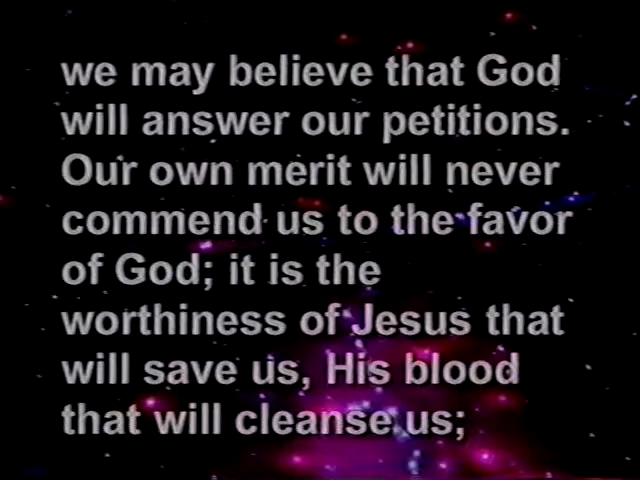 we may believe that God
will answer our petitions.
Our own merit will never
commend us to the favor
of God; it is the
worthiness of Jesus that
will save us, His blood
that will cleanse us;